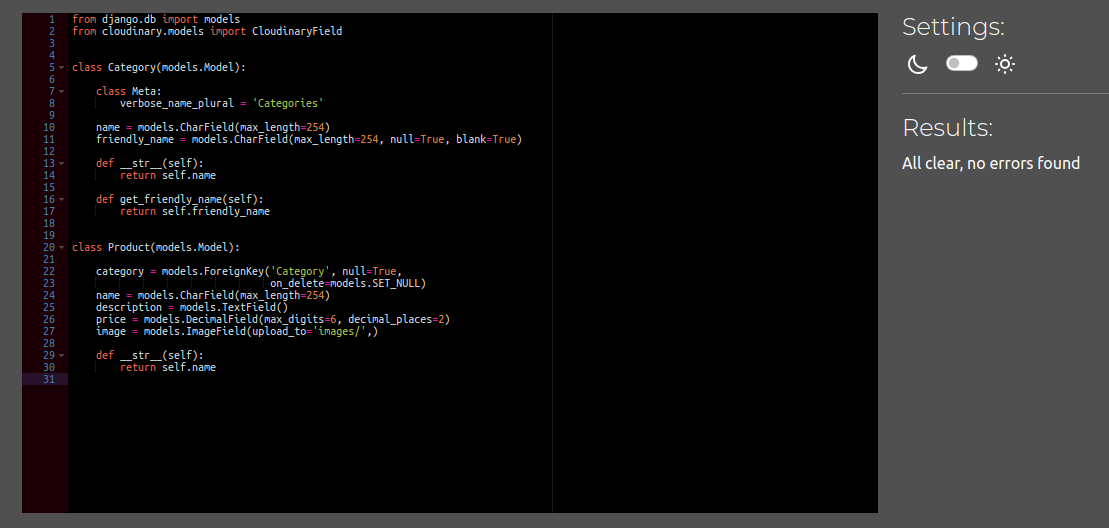 1 from django.db import models
2 from cloudinary.models import CloudinaryField
3
4
5 class Category(models.Model):
6
7     class Meta:
8         verbose_name_plural = 'Categories'
9
10     name = models.CharField(max_length=254)
11     friendly_name = models.CharField(max_length=254, null=True, blank=True)
12
13     def __str__(self):
14         return self.name
15
16     def get_friendly_name(self):
17         return self.friendly_name
18
19
20 class Product(models.Model):
21
22     category = models.ForeignKey('Category', null=True,
23                                  on_delete=models.SET_NULL)
24     name = models.CharField(max_length=254)
25     description = models.TextField()
26     price = models.DecimalField(max_digits=6, decimal_places=2)
27     image = models.ImageField(upload_to='images/',)
28
29     def __str__(self):
30         return self.name
31
Settings:
Results:
All clear, no errors found